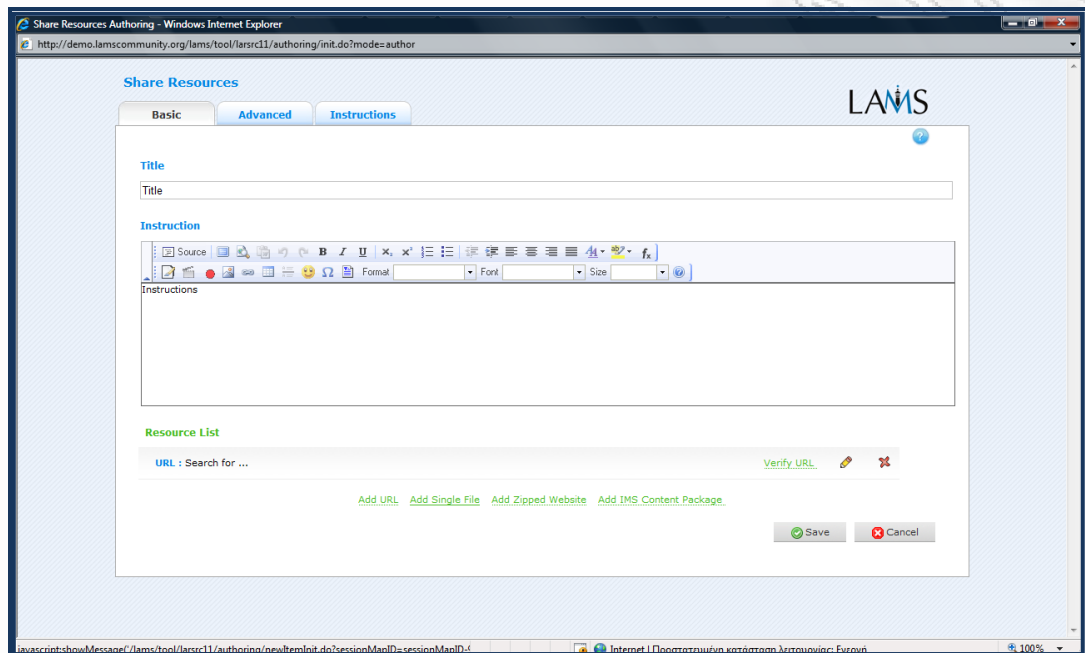 Share Resources Authoring - Windows Internet Explorer
http://demo.lamscommunity.org/lams/tool/larsrc11/authoring/init.do?mode=author
Share Resources
LAMS
Basic Advanced Instructions
Title
Title
Instruction
Source B I U
Format Font Size
Instructions
Resource List
URL : Search for ... Verify URL
Add URL Add Single File Add Zipped Website Add IMS Content Package
Save Cancel
javascript:showMessage('/lams/tool/larsrc11/authoring/newItemInit.do?sessionMapID=sessionMapID- Internet | Προστατευμένη κατάσταση λειτουργίας: Ενεργή 100%